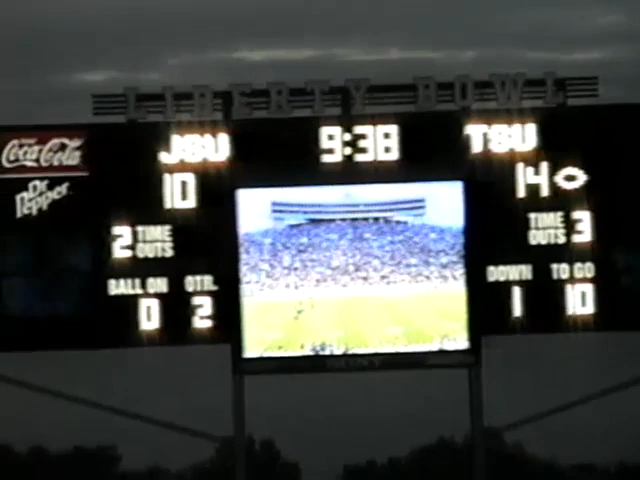 LIBERTY BOWL
Coca-Cola
Dr Pepper
JSU 9:38 TSU
10 14
2 TIME OUTS
TIME OUTS 3
BALL ON QTR. DOWN TO GO
0 2 1 10
SONY